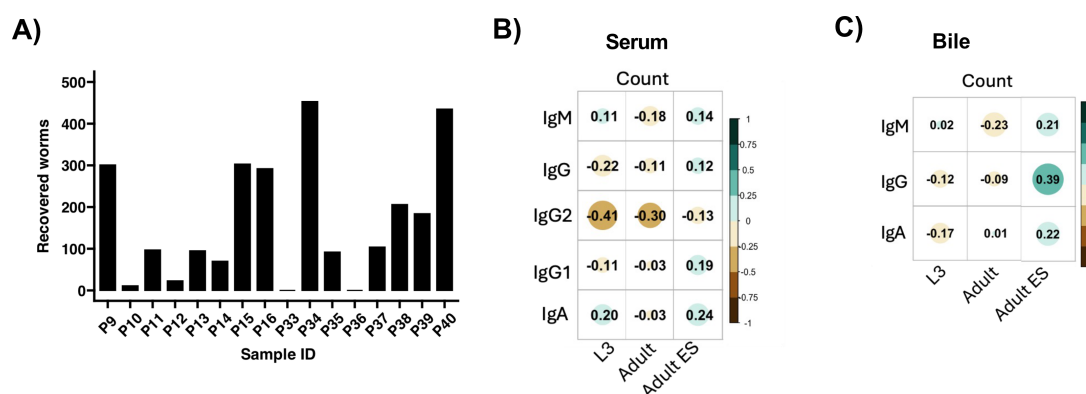 A)
Recovered worms
500
400
300
200
100
0
P9 P10 P11 P12 P13 P14 P15 P16 P33 P34 P35 P36 P37 P38 P39 P40
Sample ID
B)
Serum
Count
IgM 0.11 -0.18 0.14
IgG -0.22 -0.11 0.12
IgG2 -0.41 -0.30 -0.13
IgG1 -0.11 -0.03 0.19
IgA 0.20 -0.03 0.24
L3 Adult Adult ES
1
0.75
0.5
0.25
0
-0.25
-0.5
-0.75
-1
C)
Bile
Count
IgM 0.02 -0.23 0.21
IgG -0.12 -0.09 0.39
IgA -0.17 0.01 0.22
L3 Adult Adult ES